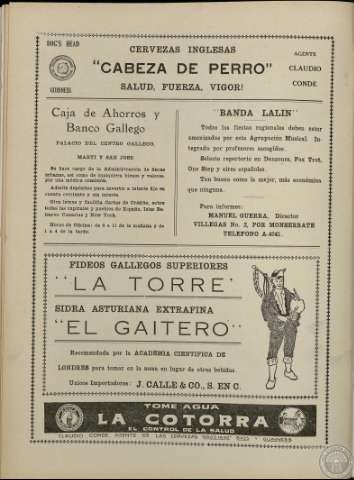 DOG'S HEAD
GUINNESS
CERVEZAS INGLESAS
"CABEZA DE PERRO"
SALUD, FUERZA, VIGOR!
AGENTE
CLAUDIO
CONDE
Caja de Ahorros y
Banco Gallego
PALACIO DEL CENTRO GALLEGO.
MARTI Y SAN JOSE
Se hace cargo de la Administración de fincas
urbanas, así como de cualquiera bienes y valores
por una módica comisión.
Admite depósitos para invertir a interés fijo en
cuenta corriente y sin interés.
Gira letras y facilita Cartas de Crédito, sobre
todas las capitales y pueblos de España, Islas Ba-
leares Canarias y New York.
Horas de Oficina: de 8 a 11 de la mañana y de
1 a 4 de la tarde.
"BANDA LALIN"
Todas las fiestas regionales deben estar
amenizadas por esta Agrupación Musical. In-
tegrada por profesores escogidos.
Selecto repertorio en Danzones, Fox Trot,
One Step y aires españoles.
Tan buena como la mejor, más económica
que ninguna.
Para informes:
MANUEL GUERRA, Director
VILLEGAS No. 3, POR MONSERRATE
TELEFONO A-4042.
FIDEOS GALLEGOS SUPERIORES
"LA TORRE"
SIDRA ASTURIANA EXTRAFINA
"EL GAITERO"
Recomendada por la ACADEMIA CIENTIFICA DE
LONDRES para tomar en la mesa en lugar de otras bebidas.
Unicos Importadores: J. CALLE & CO., S. EN C.
TOME AGUA
LA COTORRA
EL CONTROL DE LA SALUD
CLAUDIO CONDE AGENTE DE LAS CERVEZAS
GUINNESS